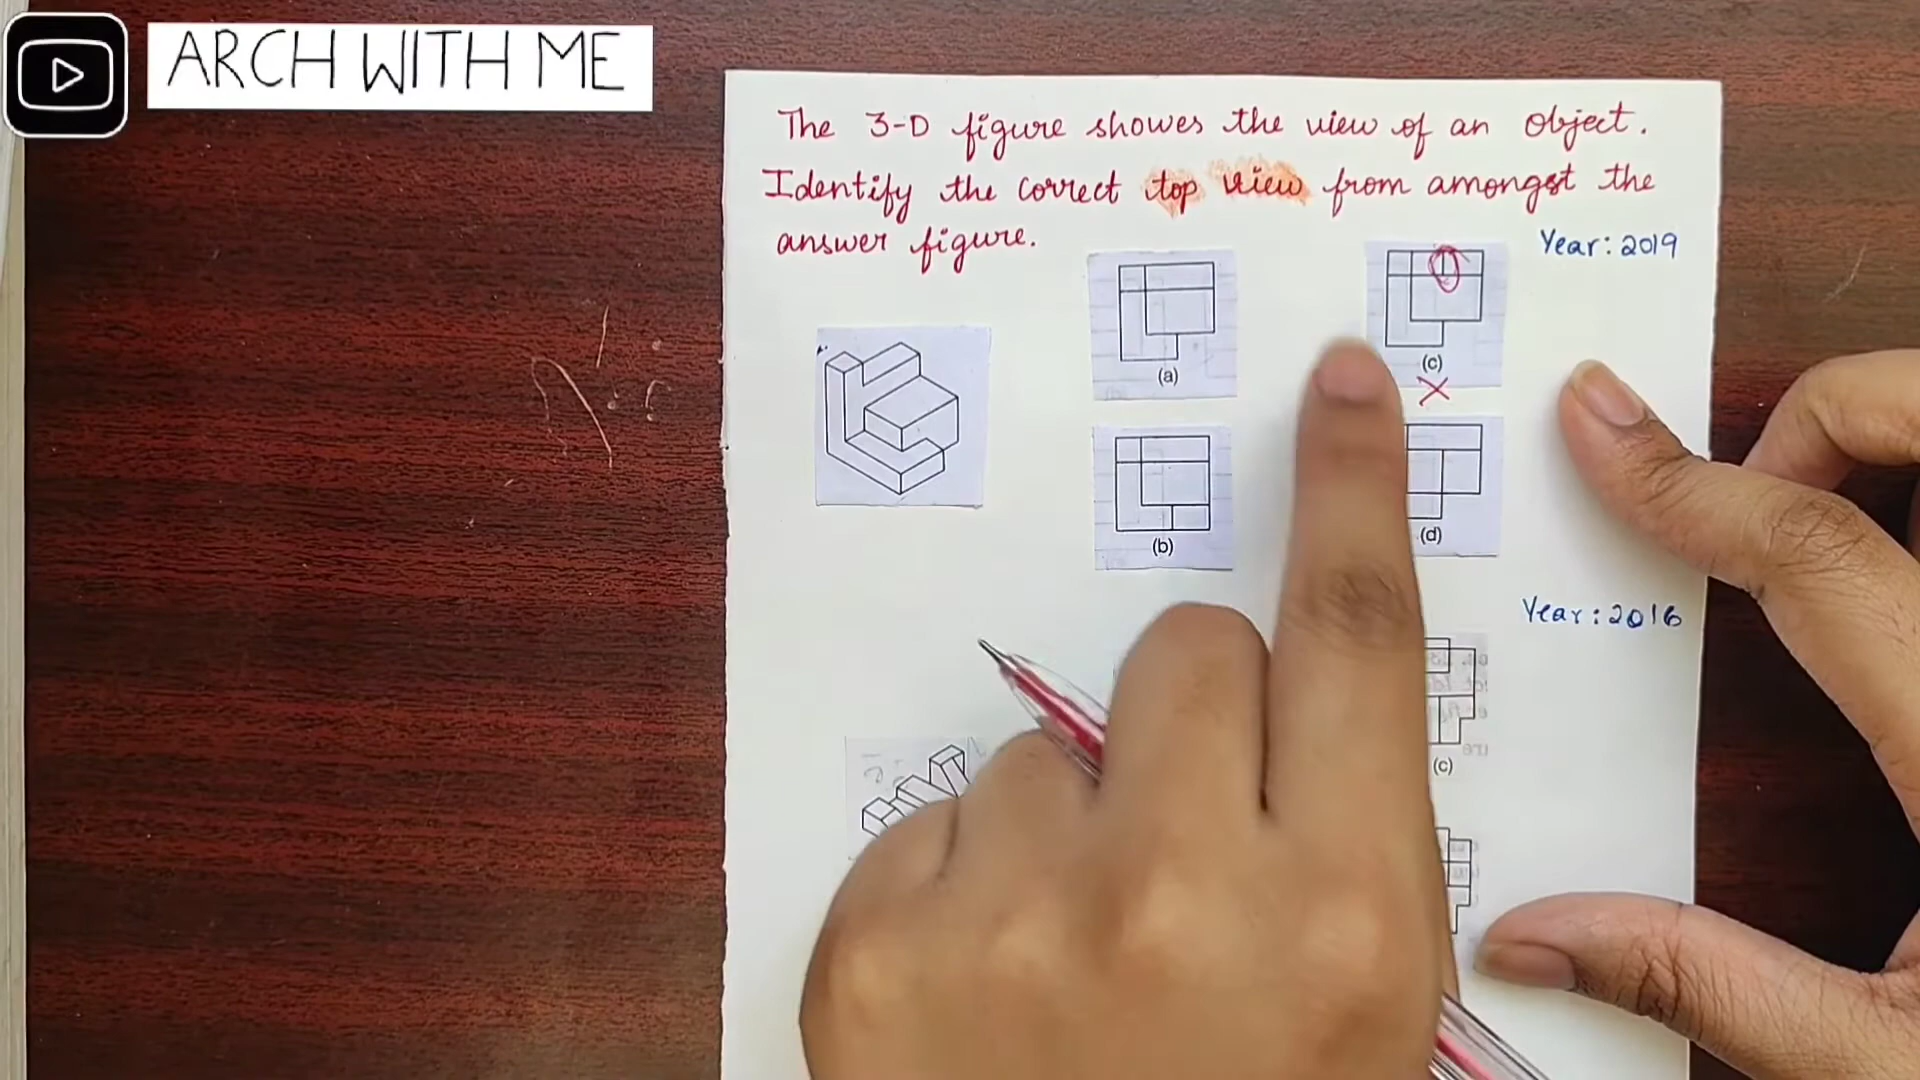 ARCH WITH ME
The 3-D figure showes the view of an object.
Identify the correct top view from amongst the
answer figure.
Year: 2019
(a)
(c)
(b)
(d)
Year: 2016
(c)